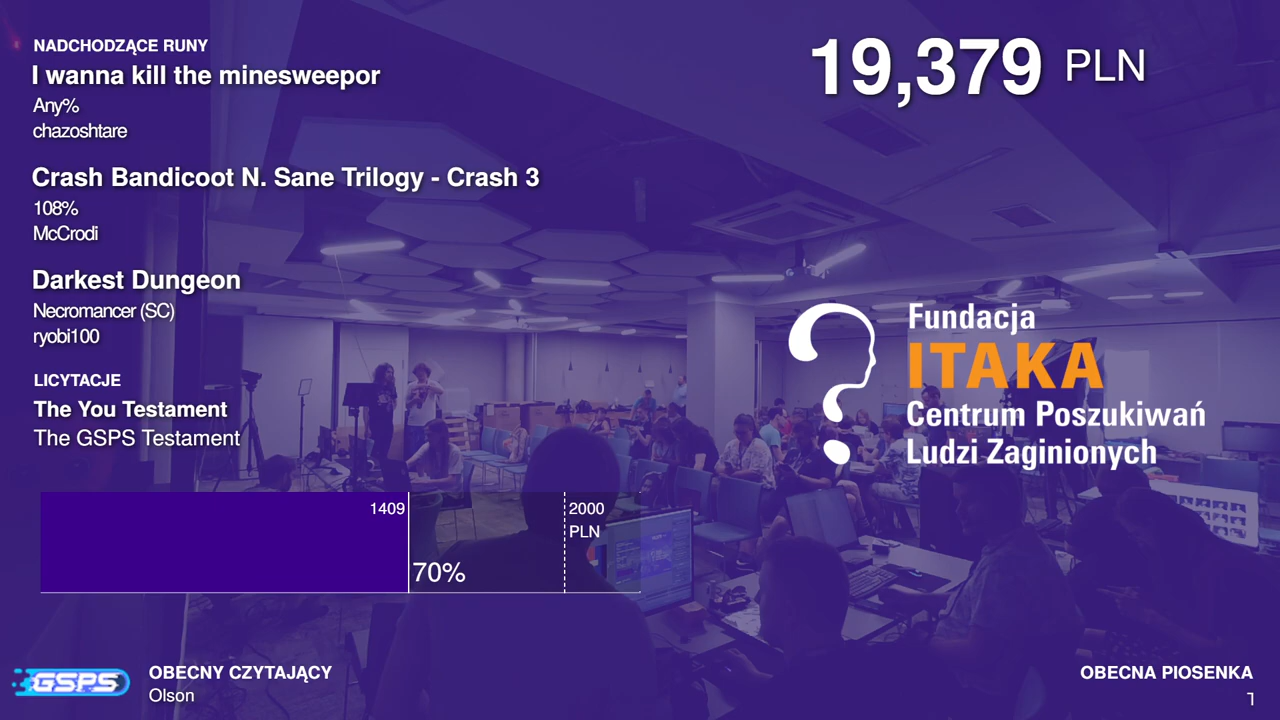 NADCHODZĄCE RUNY
I wanna kill the minesweepor
Any%
chazoshtare
Crash Bandicoot N. Sane Trilogy - Crash 3
108%
McCrodi
Darkest Dungeon
Necromancer (SC)
ryobi100
LICYTACJE
The You Testament
The GSPS Testament
1409
2000
PLN
70%
19,379 PLN
Fundacja
ITAKA
Centrum Poszukiwań
Ludzi Zaginionych
GSPS
OBECNY CZYTAJĄCY
Olson
OBECNA PIOSENKA